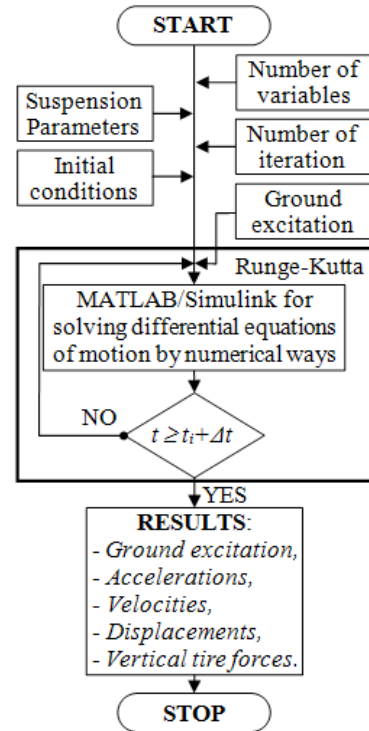 START
Number of
variables
Suspension
Parameters
Number of
iteration
Initial
conditions
Ground
excitation
Runge-Kutta
MATLAB/Simulink for
solving differential equations
of motion by numerical ways
NO
t ≥ ti+Δt
YES
RESULTS:
- Ground excitation,
- Accelerations,
- Velocities,
- Displacements,
- Vertical tire forces.
STOP